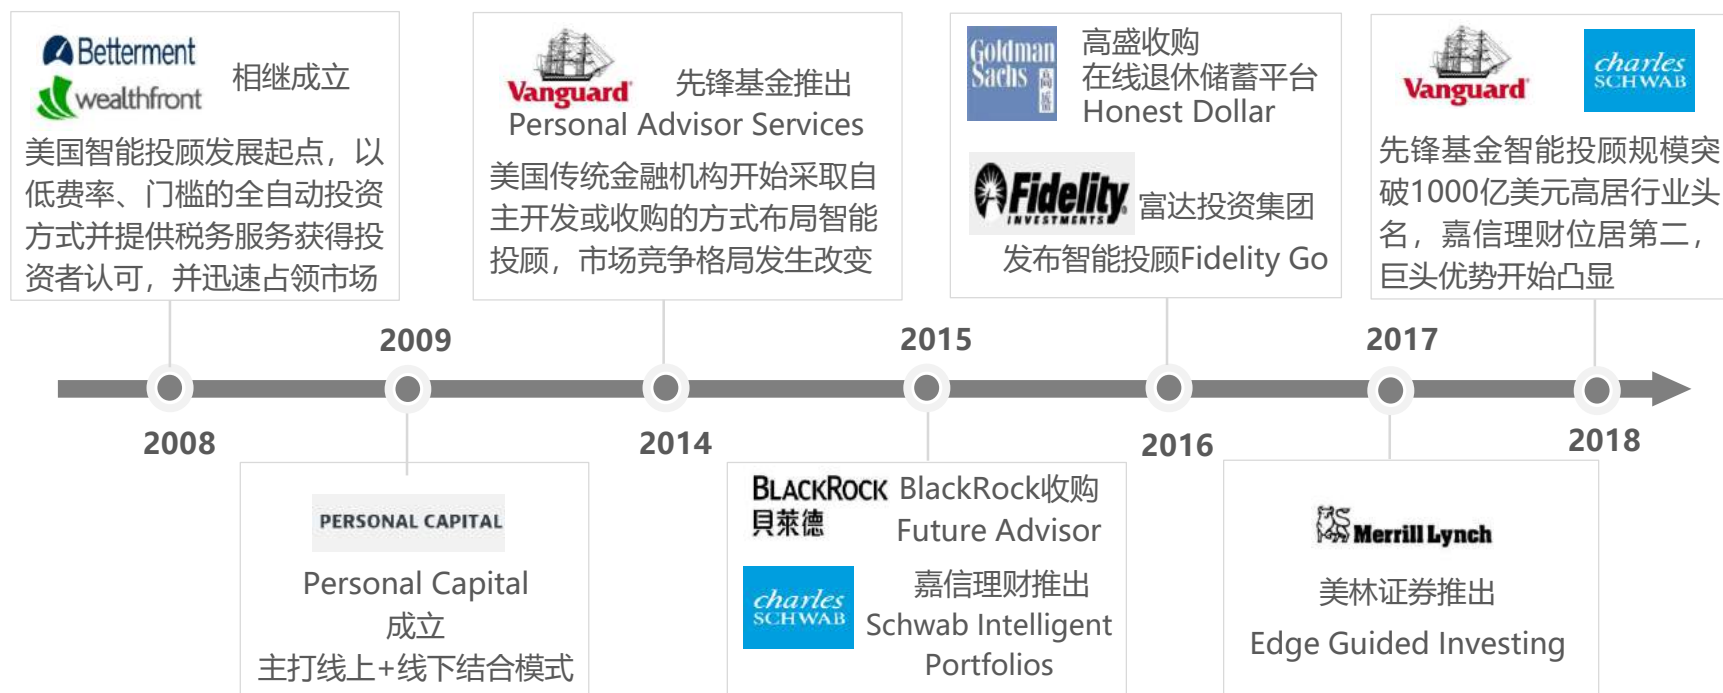 Betterment
wealthfront
相继成立
美国智能投顾发展起点，以
低费率、门槛的全自动投资
方式并提供税务服务获得投
资者认可，并迅速占领市场
Vanguard
先锋基金推出
Personal Advisor Services
美国传统金融机构开始采取自
主开发或收购的方式布局智能
投顾，市场竞争格局发生改变
Goldman
Sachs
高盛
高盛收购
在线退休储蓄平台
Honest Dollar
Fidelity
INVESTMENTS
富达投资集团
发布智能投顾Fidelity Go
Vanguard
charles
SCHWAB
先锋基金智能投顾规模突
破1000亿美元高居行业头
名，嘉信理财位居第二，
巨头优势开始凸显
2009
2015
2017
2008
2014
2016
2018
PERSONAL CAPITAL
Personal Capital
成立
主打线上+线下结合模式
BLACKROCK
貝萊德
BlackRock收购
Future Advisor
charles
SCHWAB
嘉信理财推出
Schwab Intelligent
Portfolios
Merrill Lynch
美林证券推出
Edge Guided Investing